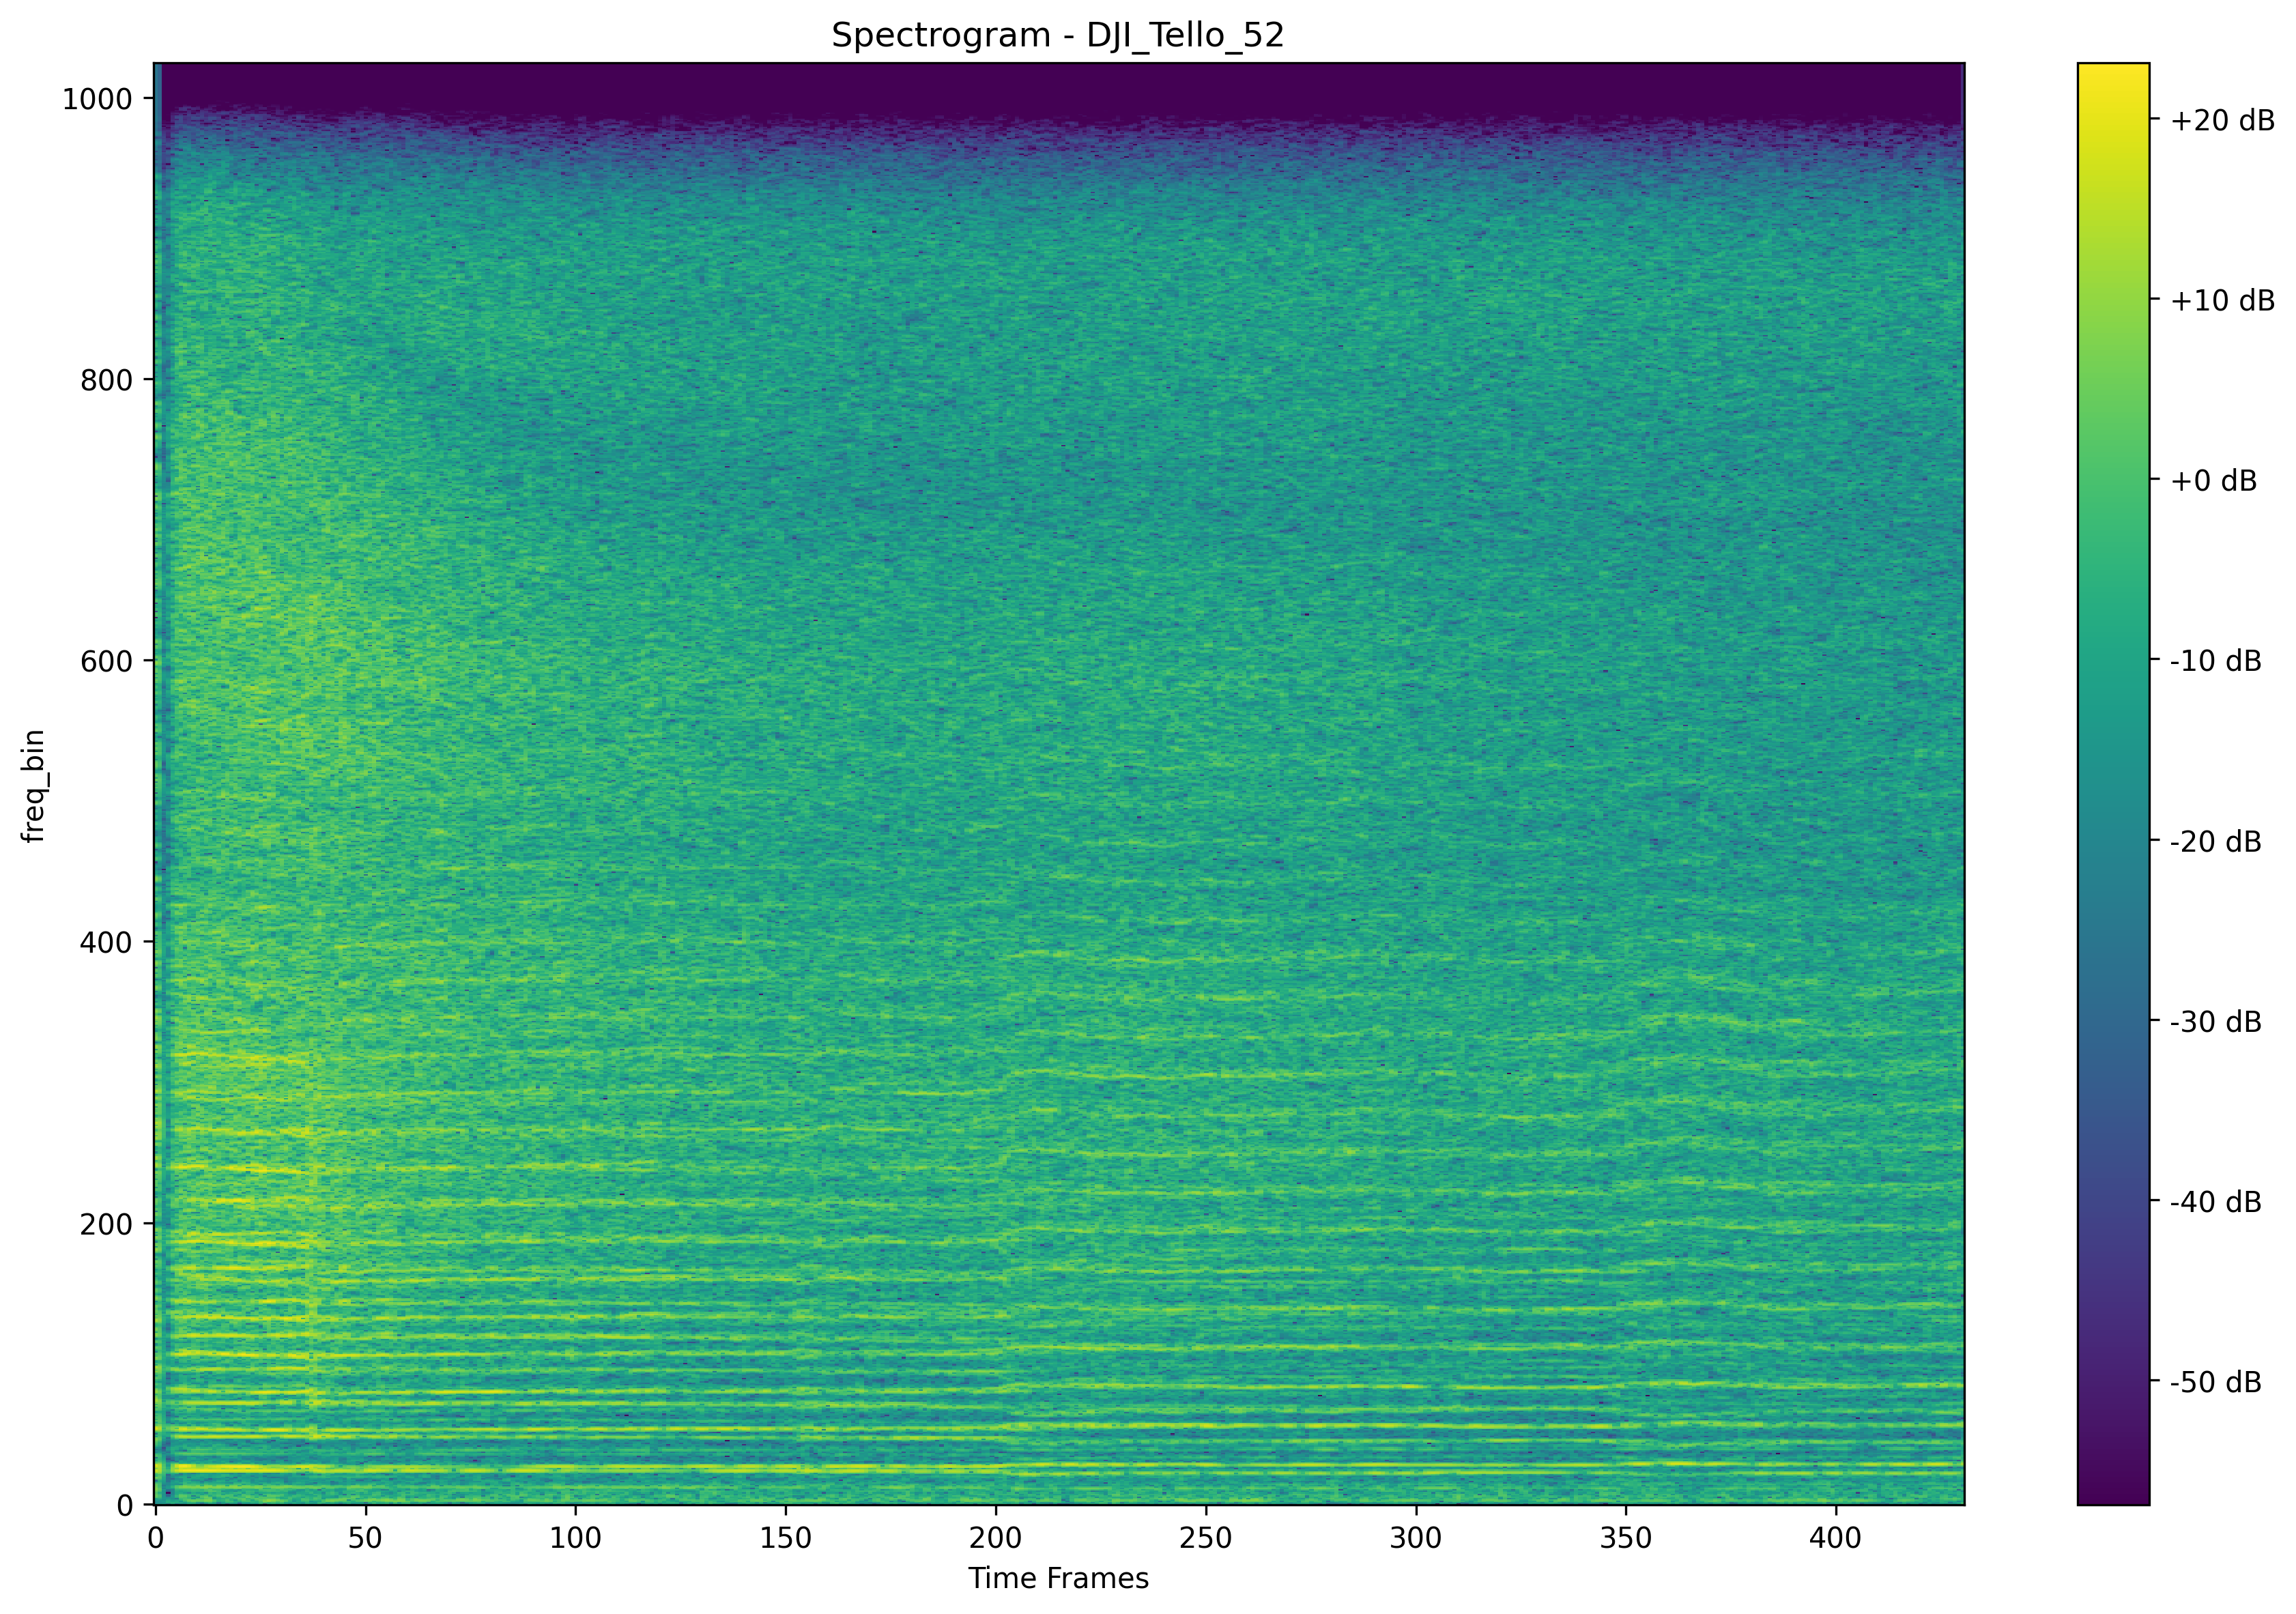 Spectrogram - DJI_Tello_52
freq_bin
1000
800
600
400
200
0
0 50 100 150 200 250 300 350 400
Time Frames
+20 dB
+10 dB
+0 dB
-10 dB
-20 dB
-30 dB
-40 dB
-50 dB